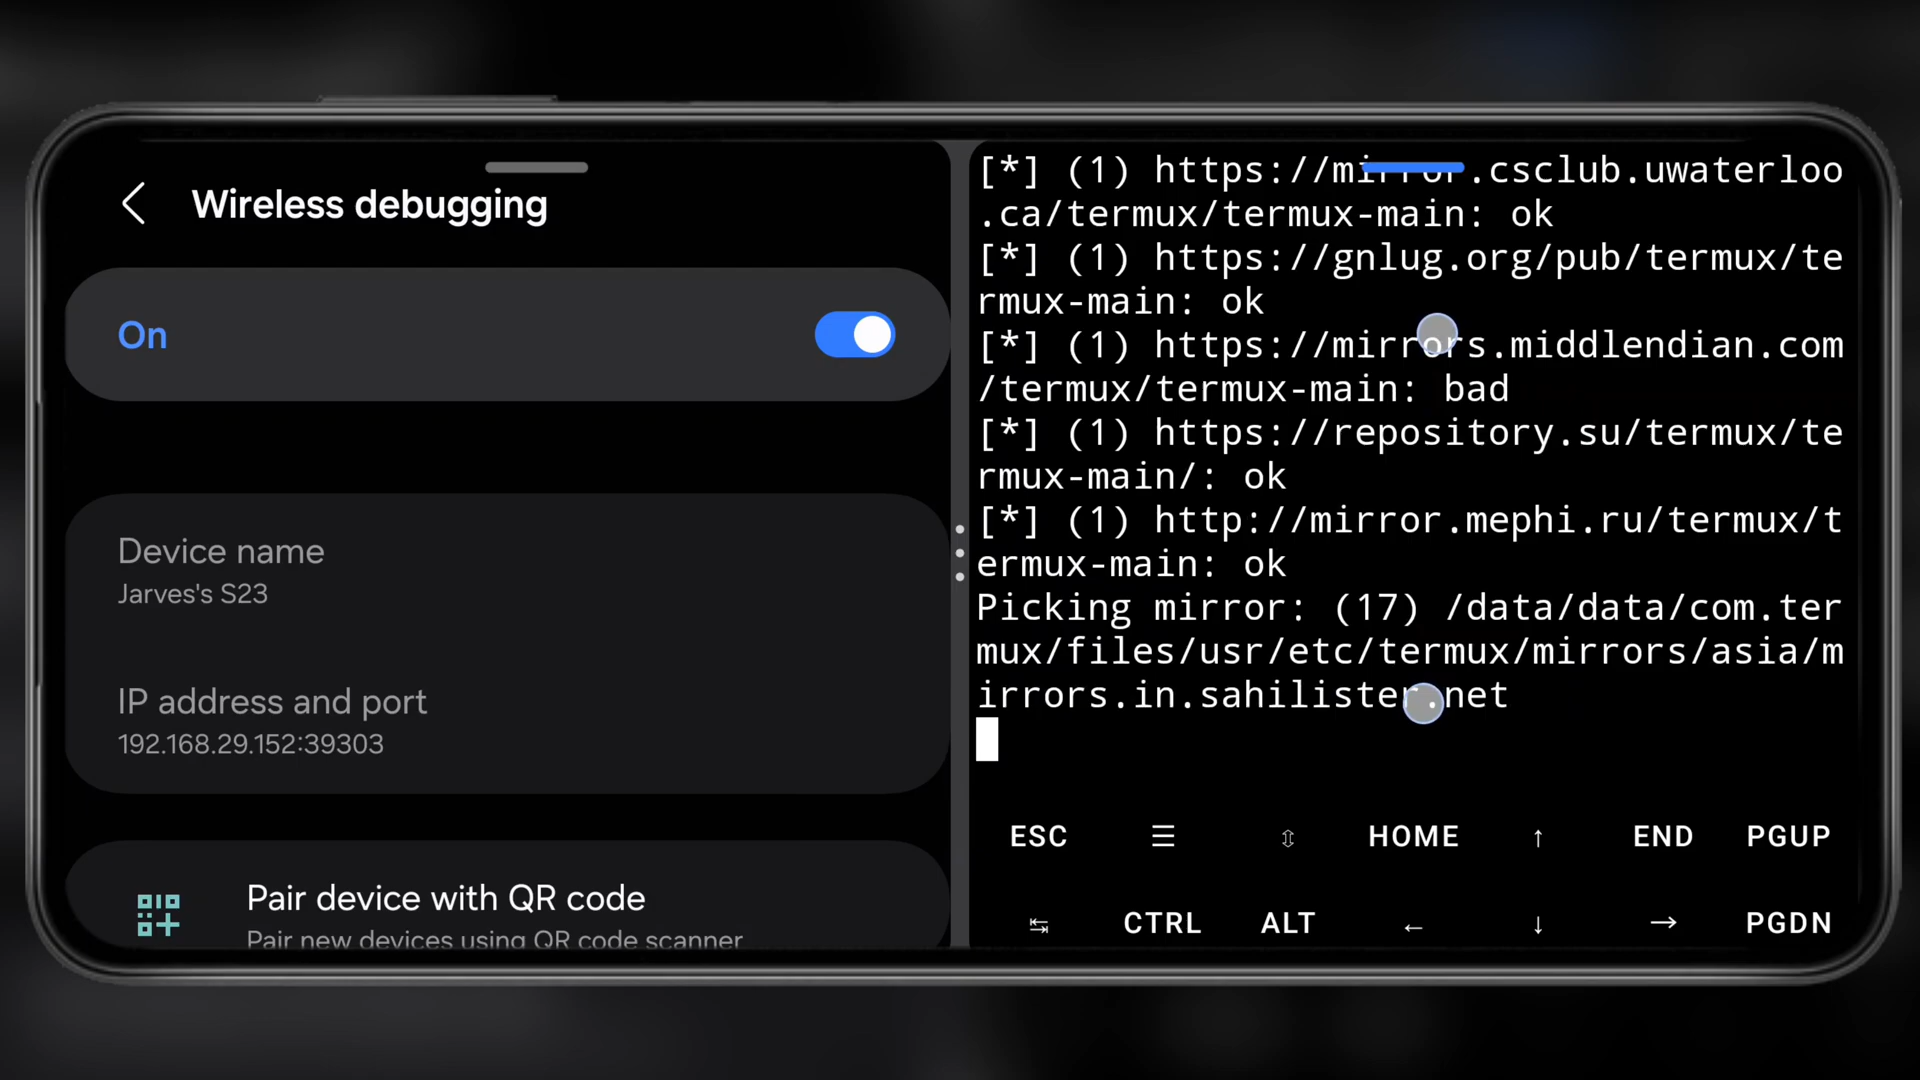 Wireless debugging
On
Device name
Jarves's S23
IP address and port
192.168.29.152:39303
Pair device with QR code
Pair new devices using QR code scanner
[*] (1) https://mirror.csclub.uwaterloo
.ca/termux/termux-main: ok
[*] (1) https://gnlug.org/pub/termux/te
rmux-main: ok
[*] (1) https://mirrors.middlendian.com
/termux/termux-main: bad
[*] (1) https://repository.su/termux/te
rmux-main/: ok
[*] (1) http://mirror.mephi.ru/termux/t
ermux-main: ok
Picking mirror: (17) /data/data/com.ter
mux/files/usr/etc/termux/mirrors/asia/m
irrors.in.sahilister.net
ESC ☰ ⇳ HOME ↑ END PGUP
↹ CTRL ALT ← ↓ → PGDN